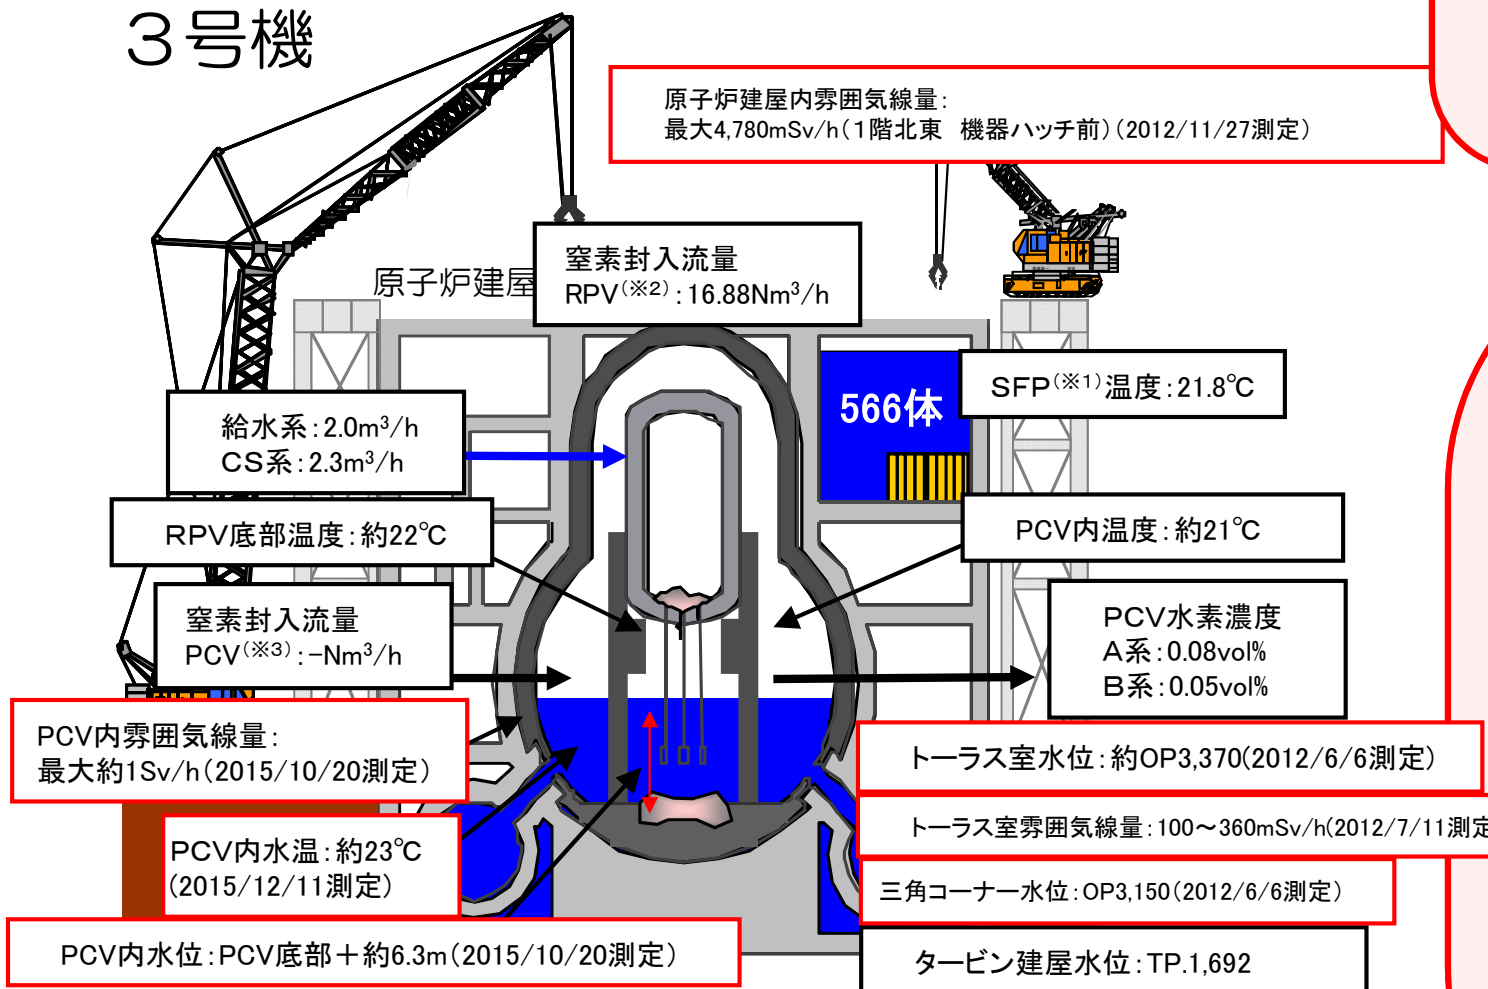 ３号機
原子炉建屋内雰囲気線量：
最大4,780mSv/h（1階北東　機器ハッチ前）（2012/11/27測定）
原子炉建屋
窒素封入流量
RPV(※2)：16.88Nm³/h
566体
SFP(※1)温度：21.8℃
給水系：2.0m³/h
CS系：2.3m³/h
RPV底部温度：約22℃
PCV内温度：約21℃
窒素封入流量
PCV(※3)：-Nm³/h
PCV水素濃度
A系：0.08vol%
B系：0.05vol%
PCV内雰囲気線量：
最大約1Sv/h（2015/10/20測定）
トーラス室水位：約OP3,370(2012/6/6測定）
トーラス室雰囲気線量：100～360mSv/h(2012/7/11測定
PCV内水温：約23℃
（2015/12/11測定）
三角コーナー水位：OP3,150（2012/6/6測定）
PCV内水位：PCV底部＋約6.3m（2015/10/20測定）
タービン建屋水位：TP.1,692